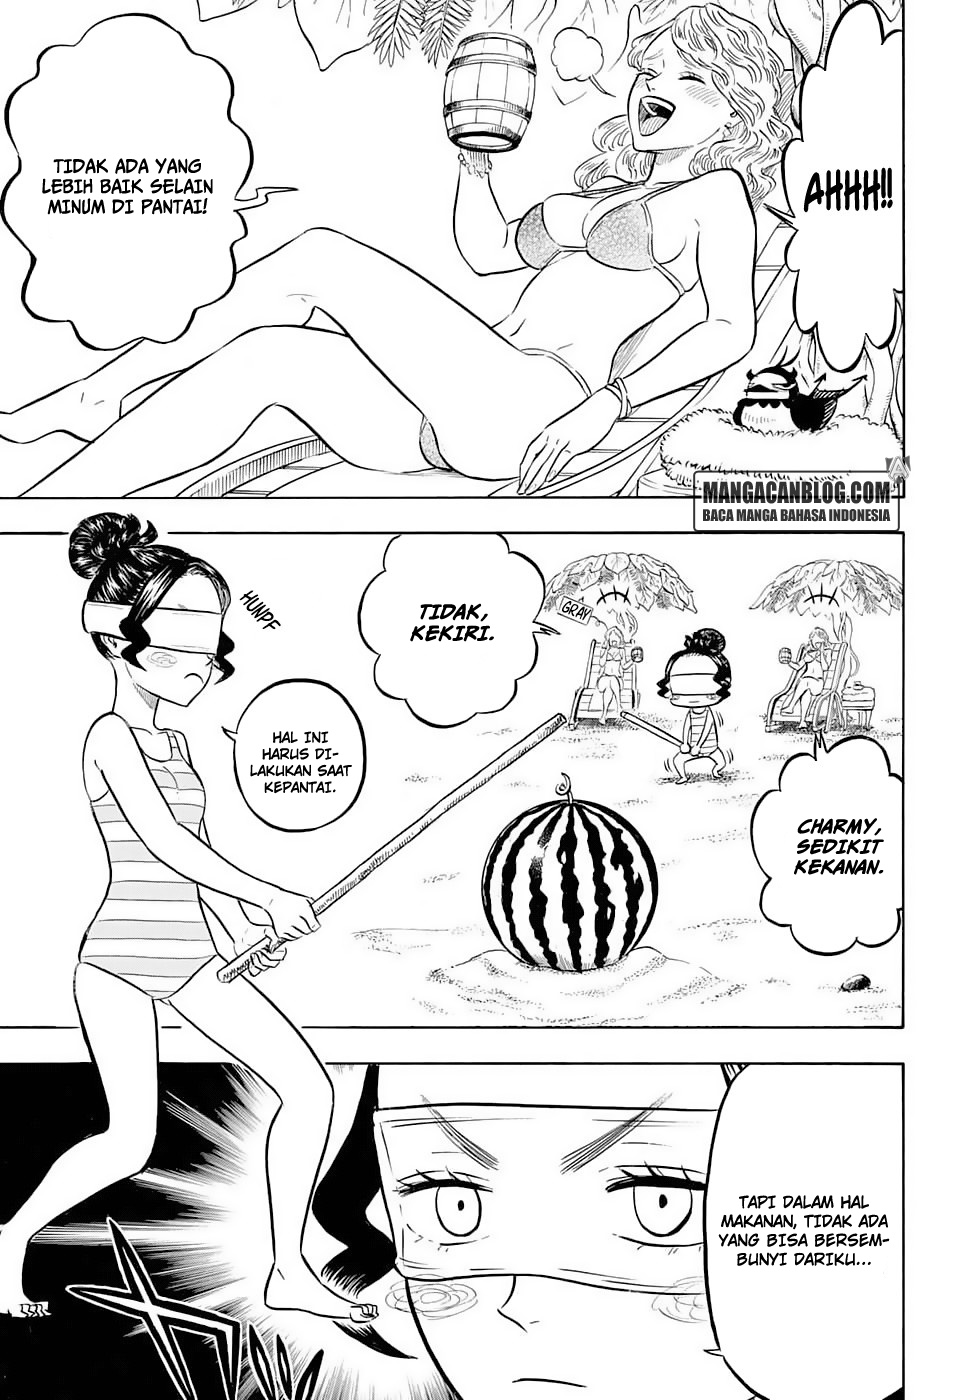 AHHH!!
TIDAK ADA YANG
LEBIH BAIK SELAIN
MINUM DI PANTAI!
MANGACANBLOG.COM
BACA MANGA BAHASA INDONESIA
GRAY
CHARMY,
SEDIKIT
KEKANAN.
TIDAK,
KEKIRI.
HUNPF
HAL INI
HARUS DI-
LAKUKAN SAAT
KEPANTAI.
TAPI DALAM HAL
MAKANAN, TIDAK ADA
YANG BISA BERSEM-
BUNYI DARIKU...